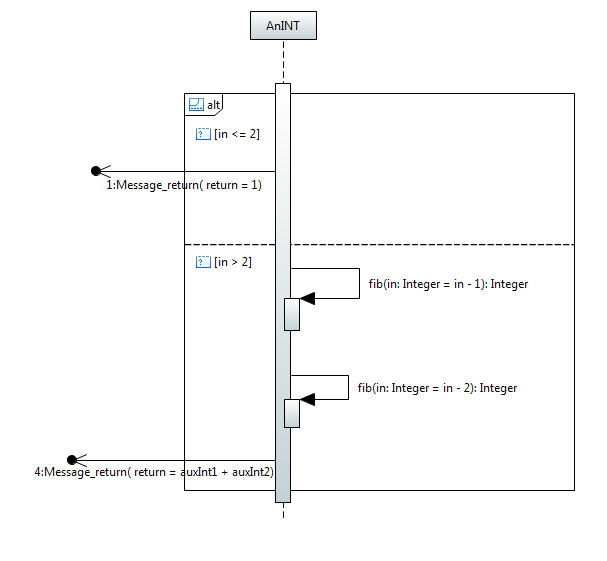 AnINT
alt
[in <= 2]
1:Message_return( return = 1)
[in > 2]
fib(in: Integer = in - 1): Integer
fib(in: Integer = in - 2): Integer
4:Message_return( return = auxInt1 + auxInt2)